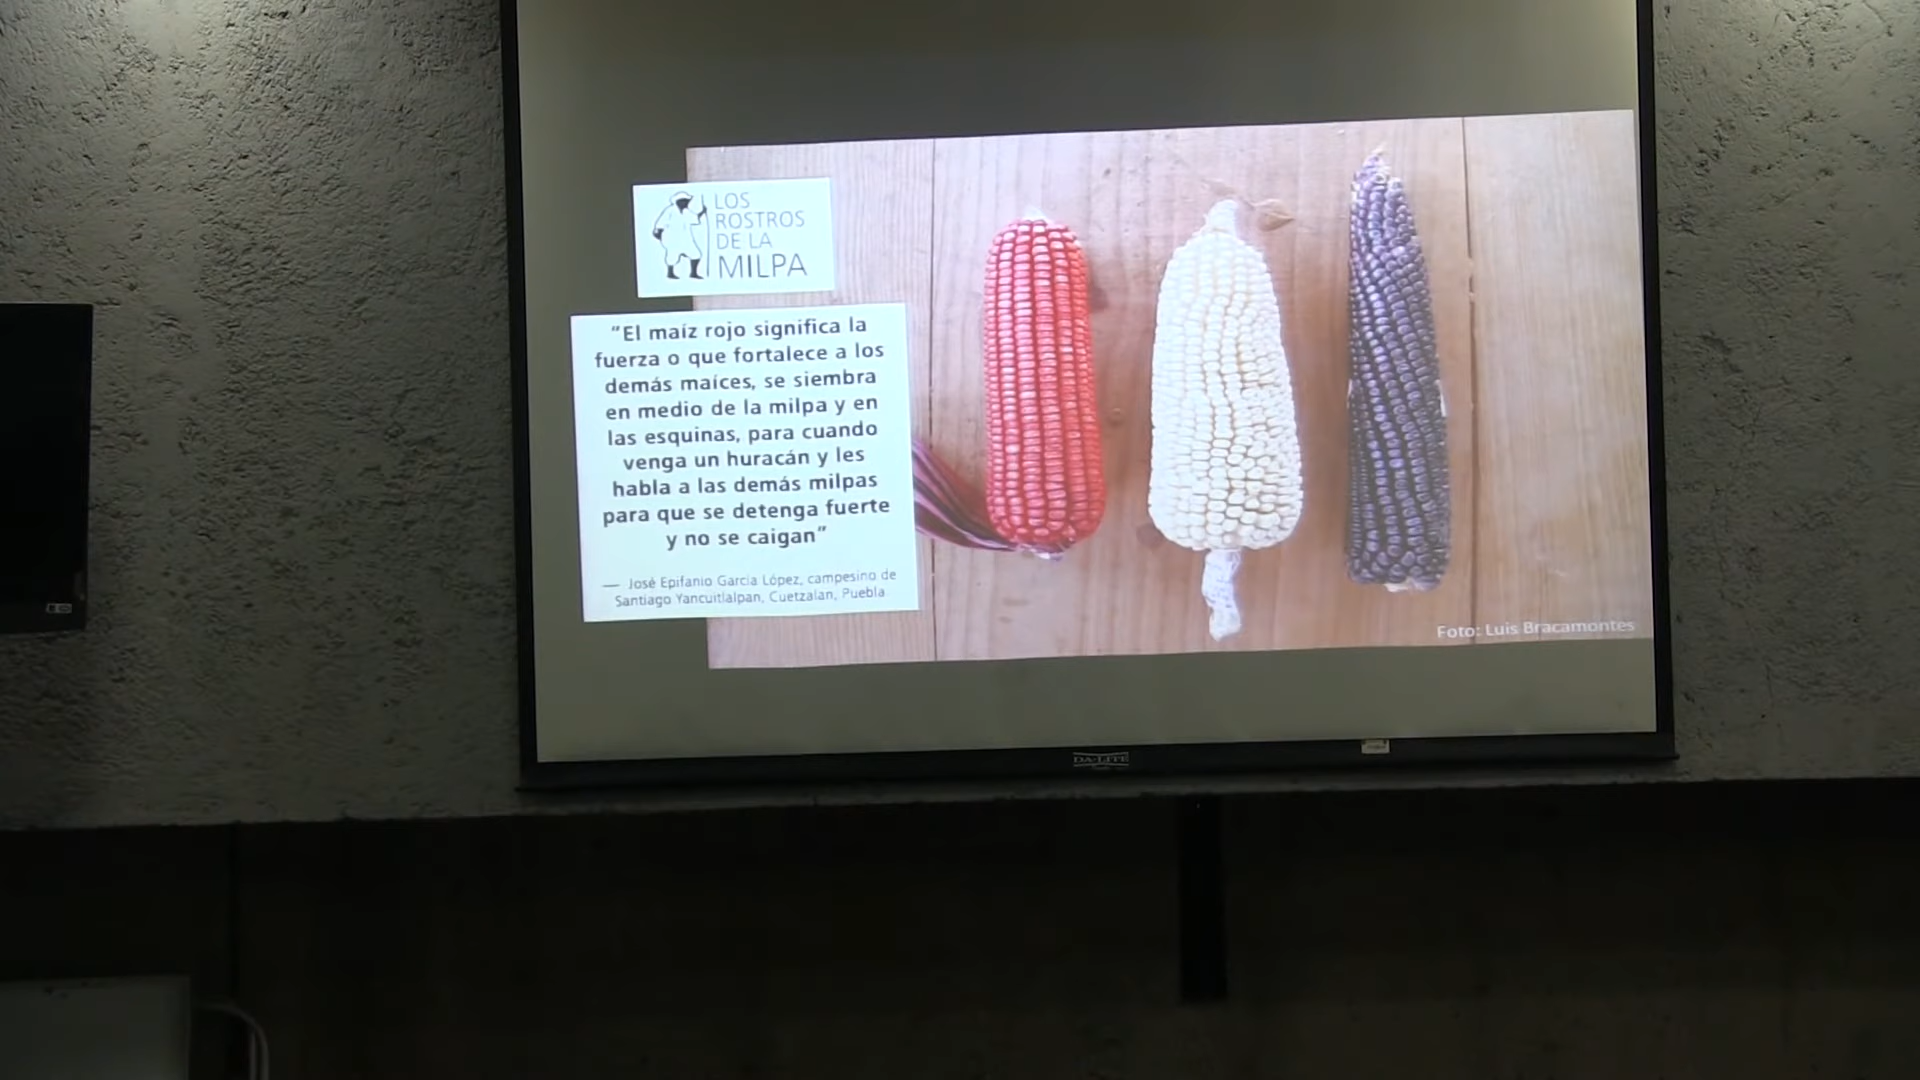 LOS
ROSTROS
DE LA
MILPA
“El maíz rojo significa la
fuerza o que fortalece a los
demás maíces, se siembra
en medio de la milpa y en
las esquinas, para cuando
venga un huracán y les
habla a las demás milpas
para que se detenga fuerte
y no se caigan”
— José Epifanio García López, campesino de
Santiago Yancuitlalpan, Cuetzalan, Puebla
Foto: Luis Bracamontes
DA-LITE